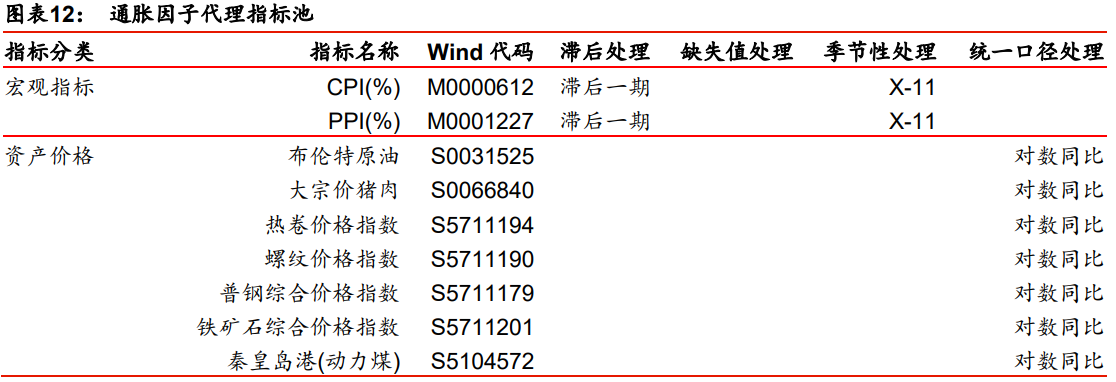 图表12： 通胀因子代理指标池
指标分类 指标名称 Wind 代码 滞后处理 缺失值处理 季节性处理 统一口径处理
宏观指标 CPI(%) M0000612 滞后一期 X-11
PPI(%) M0001227 滞后一期 X-11
资产价格 布伦特原油 S0031525 对数同比
大宗价猪肉 S0066840 对数同比
热卷价格指数 S5711194 对数同比
螺纹价格指数 S5711190 对数同比
普钢综合价格指数 S5711179 对数同比
铁矿石综合价格指数 S5711201 对数同比
秦皇岛港(动力煤) S5104572 对数同比